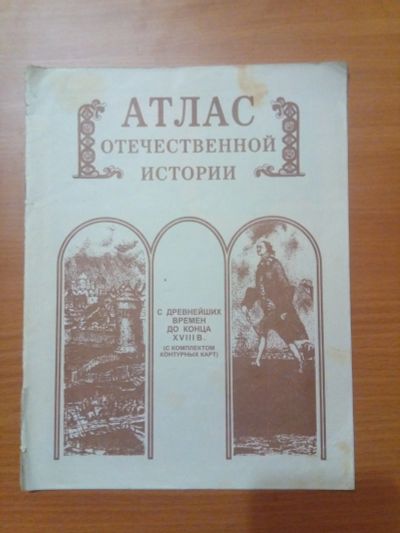 АТЛАС
ОТЕЧЕСТВЕННОЙ
ИСТОРИИ
С ДРЕВНЕЙШИХ
ВРЕМЕН
ДО КОНЦА
XVIII В.
(С КОМПЛЕКТОМ
КОНТУРНЫХ КАРТ)